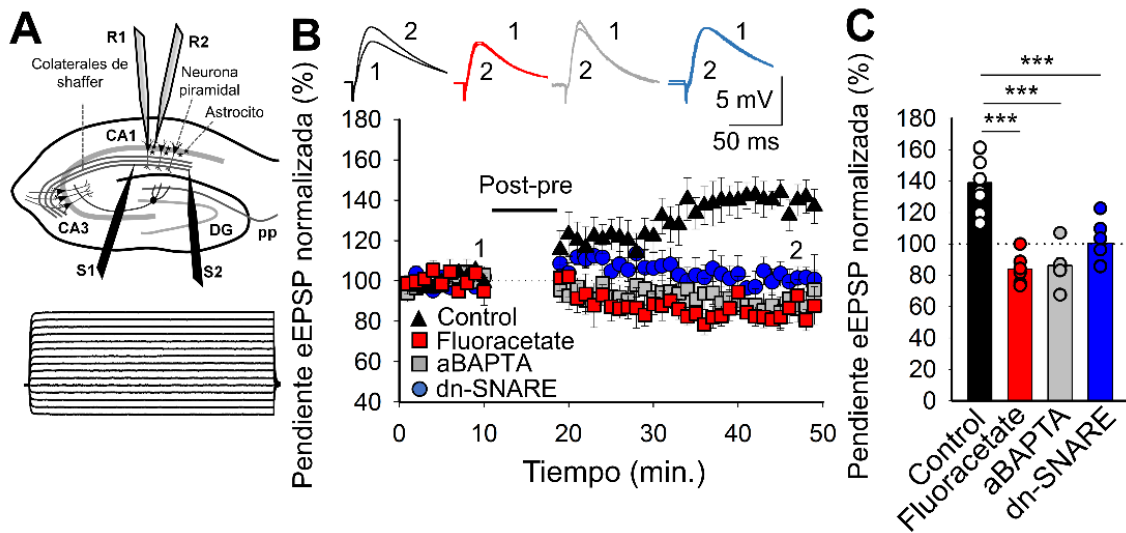 A
R1
R2
Colaterales de
shaffer
Neurona
piramidal
Astrocito
CA1
CA3
DG
pp
S1
S2
B
2
1
1
2
1
2
1
2
5 mV
50 ms
Pendiente eEPSP normalizada (%)
180
160
140
120
100
80
60
40
Post-pre
1
2
Control
Fluoracetate
aBAPTA
dn-SNARE
0
10
20
30
40
50
Tiempo (min.)
C
Pendiente eEPSP normalizada (%)
***
***
***
180
160
140
120
100
80
60
40
20
0
Control
Fluoracetate
aBAPTA
dn-SNARE